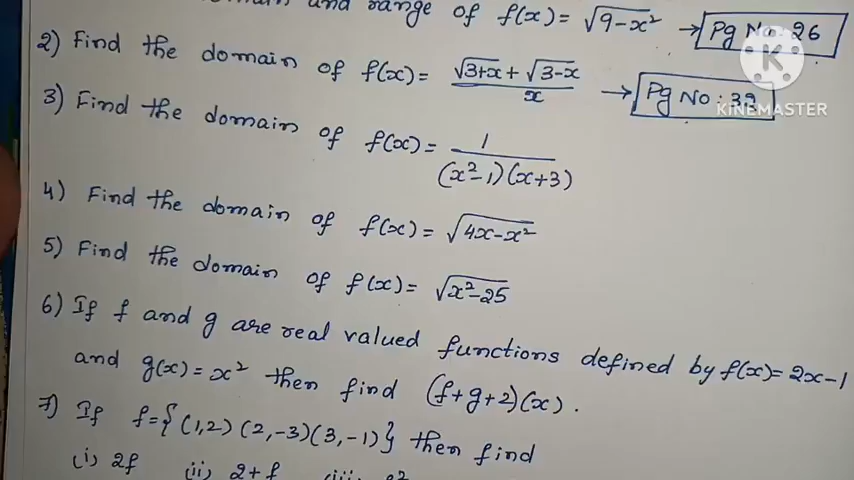 domain and range of f(x) = √9-x² → Pg No: 26
2) Find the domain of f(x) = √3+x + √3-x / x → Pg No: 39
3) Find the domain of f(x) = 1 / (x²-1)(x+3)
4) Find the domain of f(x) = √4x-x²
5) Find the domain of f(x) = √x²-25
6) If f and g are real valued functions defined by f(x) = 2x-1
and g(x) = x² then find (f+g+2)(x).
7) If f = {(1,2) (2,-3) (3,-1)} then find
(i) 2f (ii) 2+f (iii) f²
K
KINEMASTER